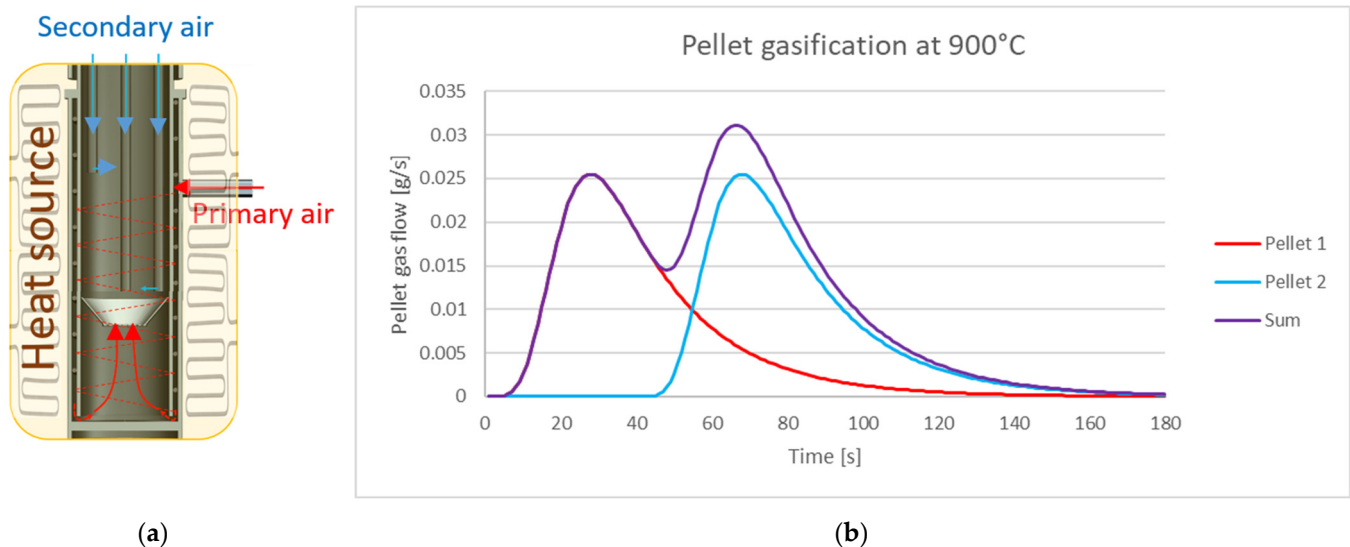 Secondary air
Heat source
Primary air
(a)
Pellet gasification at 900°C
Pellet gas flow [g/s]
0.035
0.03
0.025
0.02
0.015
0.01
0.005
0
0 20 40 60 80 100 120 140 160 180
Time [s]
Pellet 1
Pellet 2
Sum
(b)